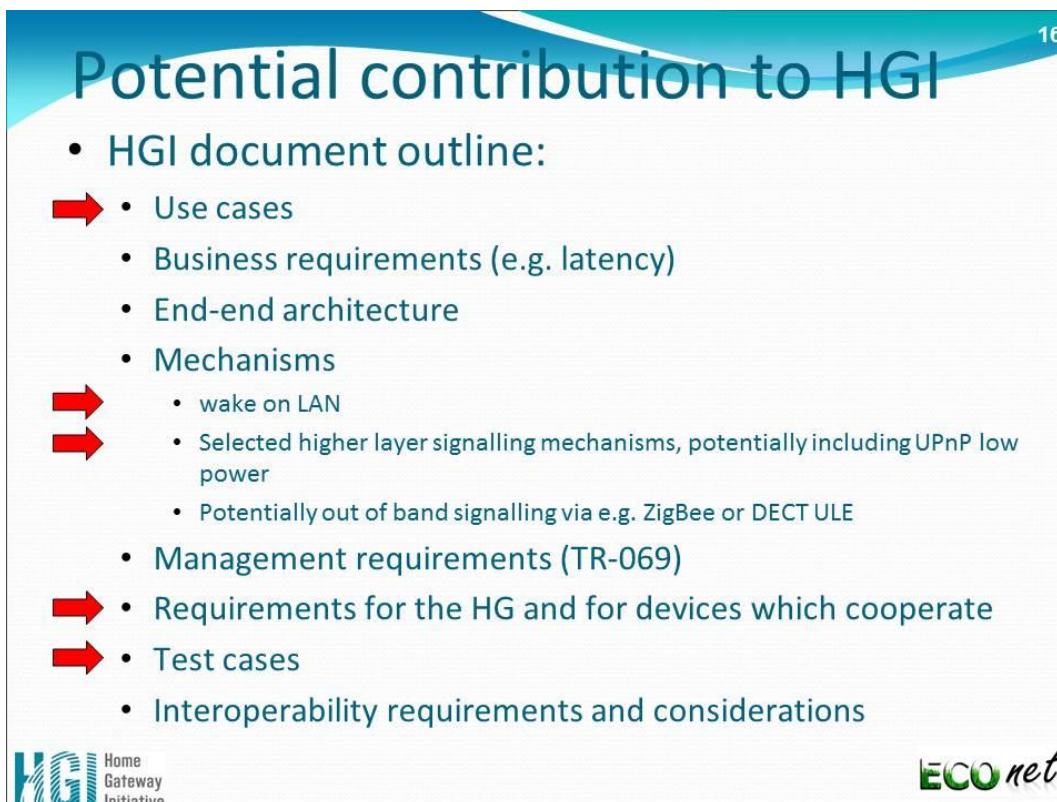 16
Potential contribution to HGI
• HGI document outline:
• Use cases
• Business requirements (e.g. latency)
• End-end architecture
• Mechanisms
• wake on LAN
• Selected higher layer signalling mechanisms, potentially including UPnP low
power
• Potentially out of band signalling via e.g. ZigBee or DECT ULE
• Management requirements (TR-069)
• Requirements for the HG and for devices which cooperate
• Test cases
• Interoperability requirements and considerations
HGI
Home
Gateway
Initiative
ECOnet